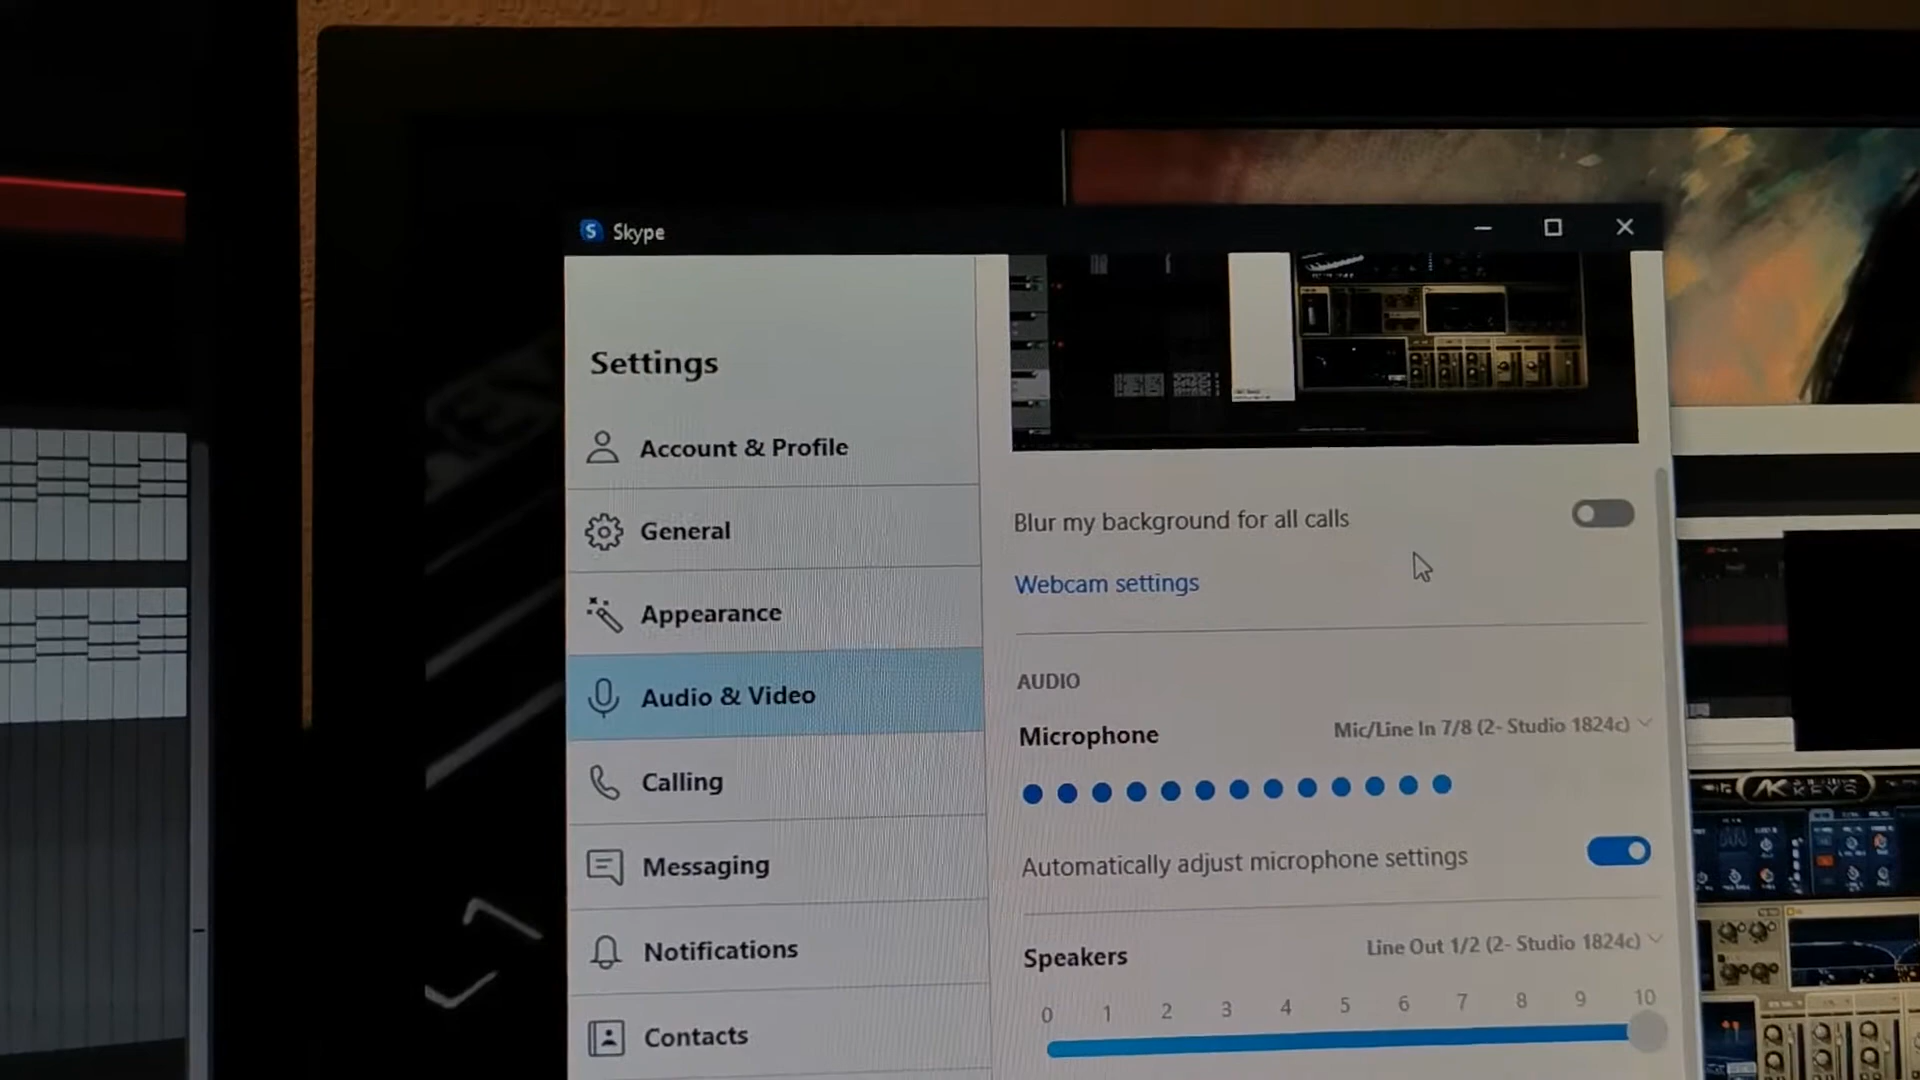 Skype
Settings
Account & Profile
General
Appearance
Audio & Video
Calling
Messaging
Notifications
Contacts
Blur my background for all calls
Webcam settings
AUDIO
Microphone
Mic/Line In 7/8 (2- Studio 1824c)
Automatically adjust microphone settings
Speakers
Line Out 1/2 (2- Studio 1824c)
0 1 2 3 4 5 6 7 8 9 10
KEYS